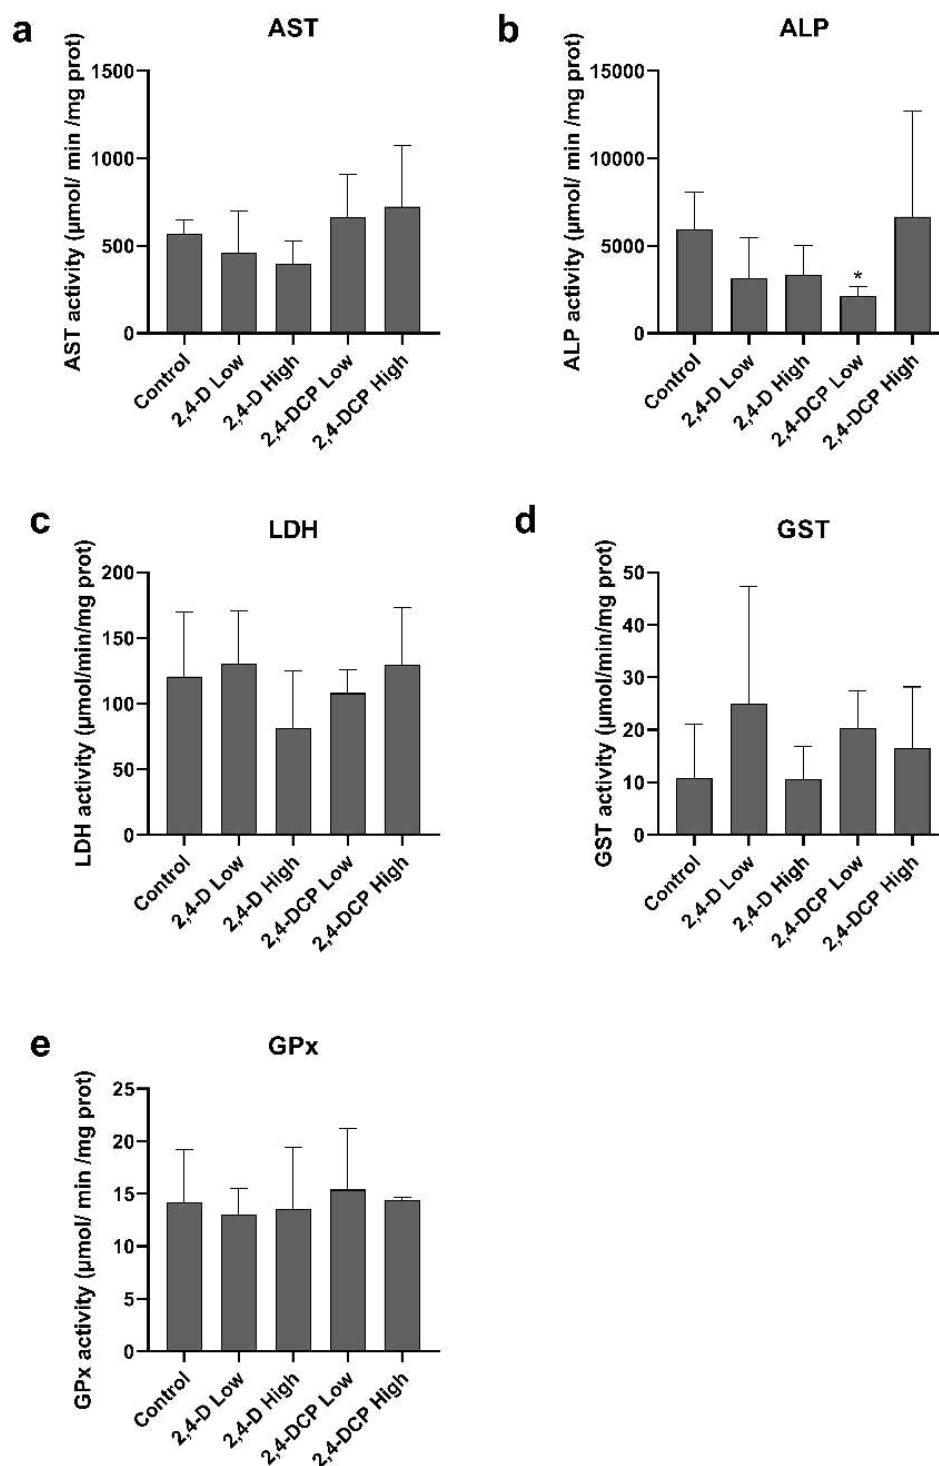 a
AST
AST activity (µmol/ min /mg prot)
1500
1000
500
0
Control
2,4-D Low
2,4-D High
2,4-DCP Low
2,4-DCP High
b
ALP
ALP activity (µmol/ min /mg prot)
15000
10000
5000
0
*
Control
2,4-D Low
2,4-D High
2,4-DCP Low
2,4-DCP High
c
LDH
LDH activity (µmol/min/mg prot)
200
150
100
50
0
Control
2,4-D Low
2,4-D High
2,4-DCP Low
2,4-DCP High
d
GST
GST activity (µmol/min/mg prot)
50
40
30
20
10
0
Control
2,4-D Low
2,4-D High
2,4-DCP Low
2,4-DCP High
e
GPx
GPx activity (µmol/ min /mg prot)
25
20
15
10
5
0
Control
2,4-D Low
2,4-D High
2,4-DCP Low
2,4-DCP High